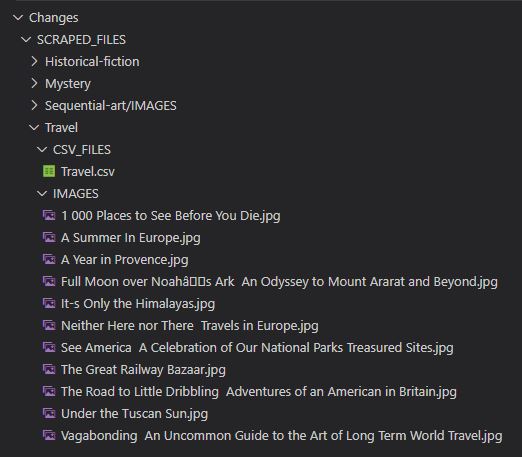 Changes
SCRAPED_FILES
Historical-fiction
Mystery
Sequential-art/IMAGES
Travel
CSV_FILES
Travel.csv
IMAGES
1 000 Places to See Before You Die.jpg
A Summer In Europe.jpg
A Year in Provence.jpg
Full Moon over Noahâ□□s Ark  An Odyssey to Mount Ararat and Beyond.jpg
It-s Only the Himalayas.jpg
Neither Here nor There  Travels in Europe.jpg
See America  A Celebration of Our National Parks Treasured Sites.jpg
The Great Railway Bazaar.jpg
The Road to Little Dribbling  Adventures of an American in Britain.jpg
Under the Tuscan Sun.jpg
Vagabonding  An Uncommon Guide to the Art of Long Term World Travel.jpg